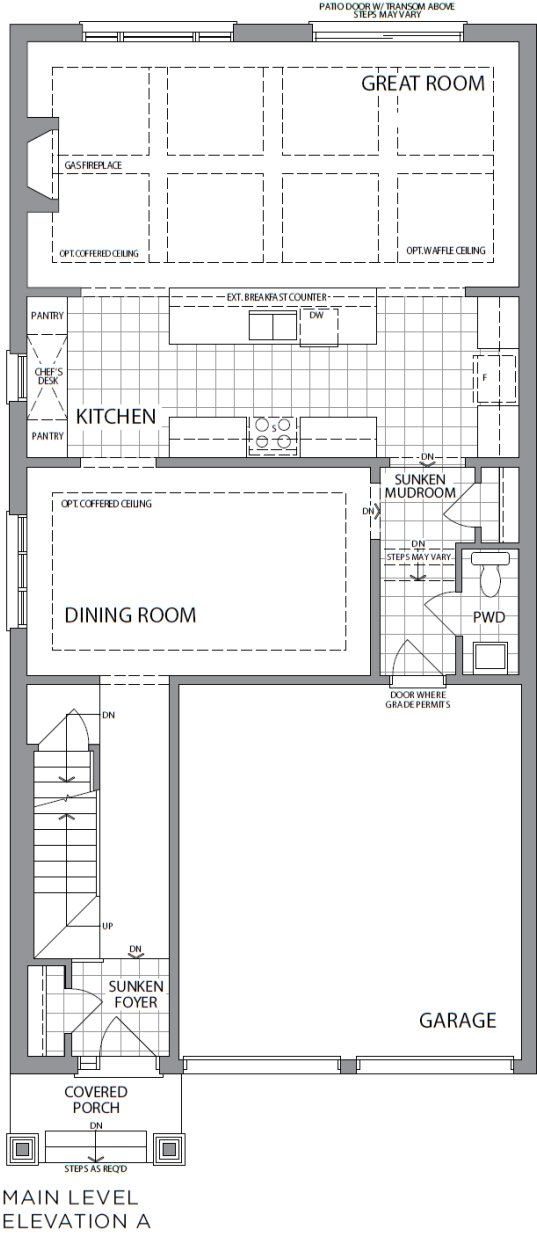 PATIO DOOR W/ TRANSOM ABOVE
STEPS MAY VARY
GREAT ROOM
GAS FIREPLACE
OPT. COFFERED CEILING
OPT. WAFFLE CEILING
EXT. BREAKFAST COUNTER
PANTRY
DW
CHEF'S
DESK
F
KITCHEN
S
PANTRY
DN
SUNKEN
MUDROOM
OPT. COFFERED CEILING
DN
DN
STEPS MAY VARY
DINING ROOM
PWD
DOOR WHERE
GRADE PERMITS
DN
UP
DN
SUNKEN
FOYER
GARAGE
COVERED
PORCH
DN
STEPS AS REQ'D
MAIN LEVEL
ELEVATION A